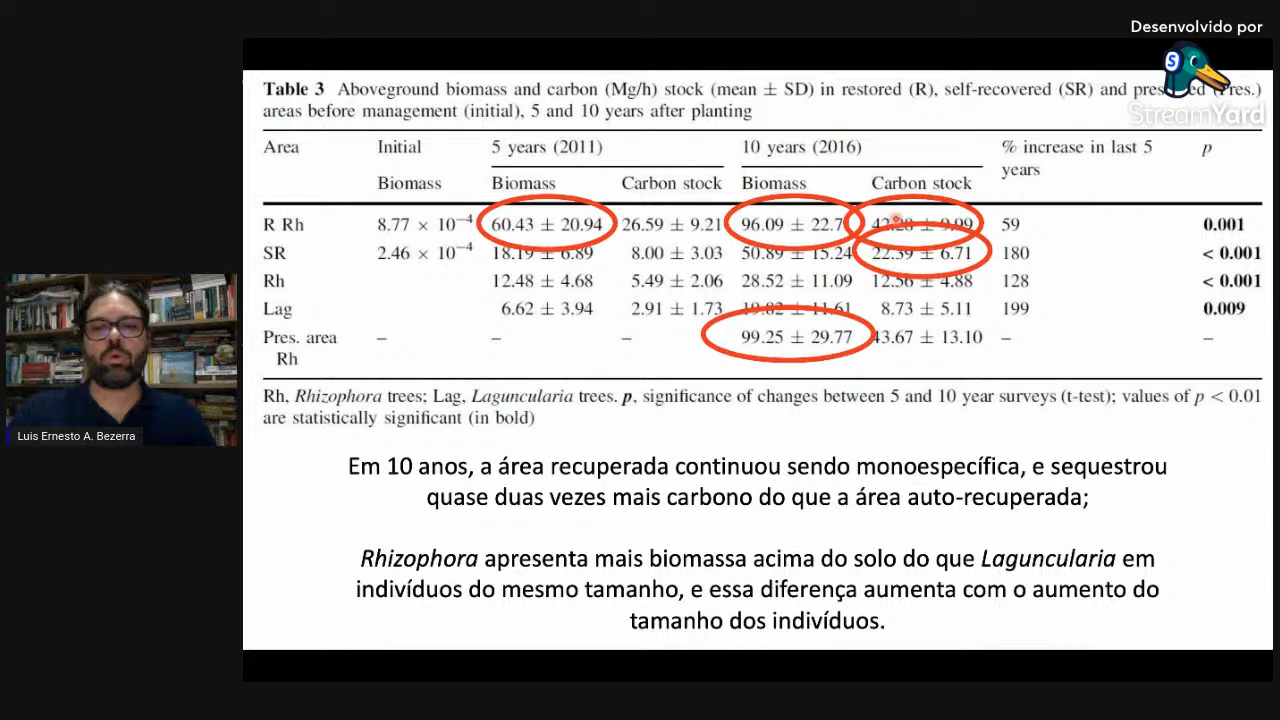 Desenvolvido por
S
StreamYard
Table 3 Aboveground biomass and carbon (Mg/h) stock (mean ± SD) in restored (R), self-recovered (SR) and (Pres.)
areas before management (initial), 5 and 10 years after planting
Area Initial 5 years (2011) 10 years (2016) % increase in last 5 years p
Biomass Biomass Carbon stock Biomass Carbon stock
R Rh 8.77 × 10⁻⁴ 60.43 ± 20.94 26.59 ± 9.21 96.09 ± 42.28 ± 9.99 59 0.001
SR 2.46 × 10⁻⁴ 18.19 ± 6.89 8.00 ± 3.03 50.89 ± 15.24 22.39 ± 6.71 180 < 0.001
Rh 12.48 ± 4.68 5.49 ± 2.06 28.52 ± 11.09 12.56 ± 4.88 128 < 0.001
Lag 6.62 ± 3.94 2.91 ± 1.73 19.82 ± 11.61 8.73 ± 5.11 199 0.009
Pres. area Rh – – – 99.25 ± 29.77 43.67 ± 13.10 – –
Rh, Rhizophora trees; Lag, Laguncularia trees. p, significance of changes between 5 and 10 year surveys (t-test); values of p < 0.01
are statistically significant (in bold)
Luis Ernesto A. Bezerra
Em 10 anos, a área recuperada continuou sendo monoespecífica, e sequestrou
quase duas vezes mais carbono do que a área auto-recuperada;
Rhizophora apresenta mais biomassa acima do solo do que Laguncularia em
indivíduos do mesmo tamanho, e essa diferença aumenta com o aumento do
tamanho dos indivíduos.